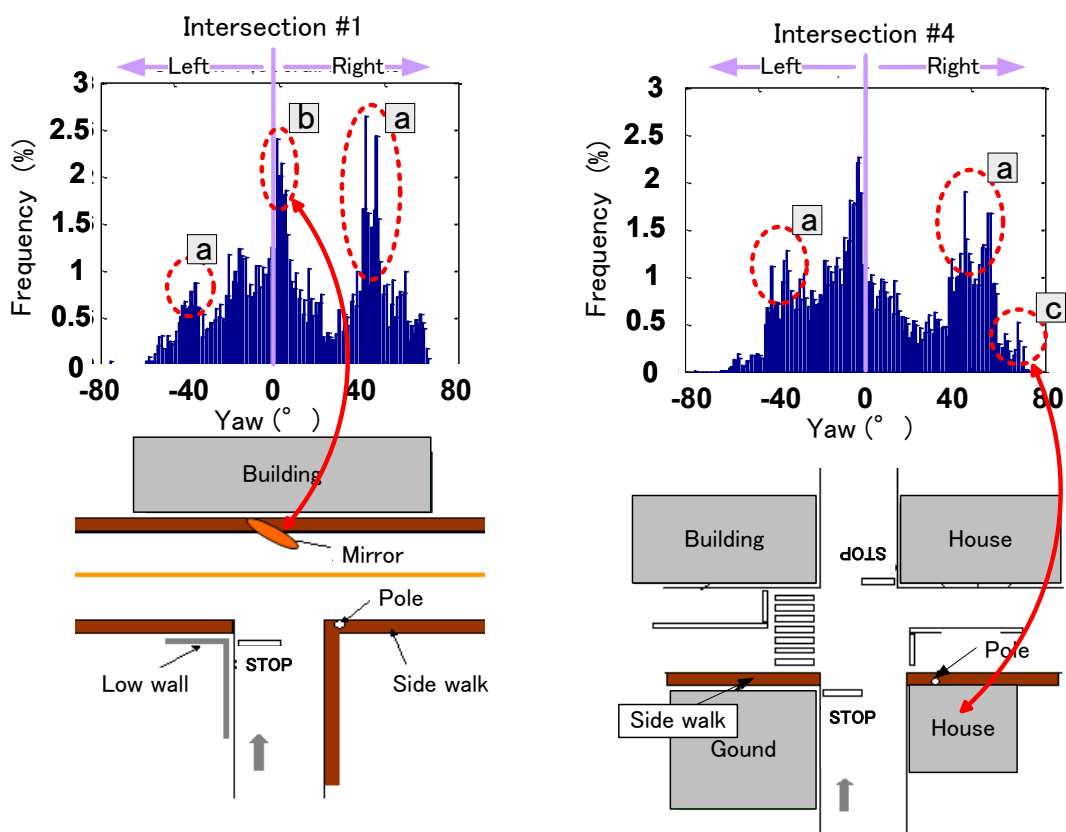 Intersection #1
Left
Right
3
2.5
2
1.5
1
0.5
0
Frequency (%)
b
a
a
-80
-40
0
40
80
Yaw (° )
Building
Mirror
Pole
Low wall
STOP
Side walk
Intersection #4
Left
Right
3
2.5
2
1.5
1
0.5
0
Frequency (%)
a
a
c
-80
-40
0
40
80
Yaw (° )
Building
STOP
House
Pole
Side walk
STOP
House
Gound